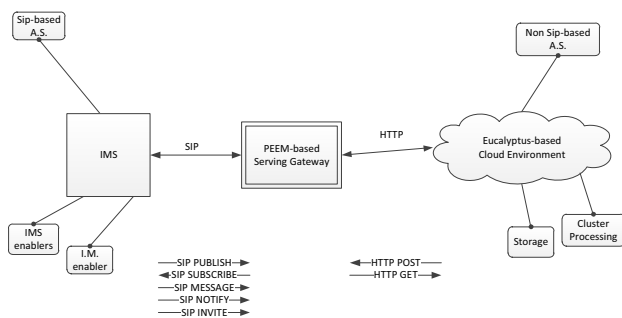 Sip-based
A.S.
Non Sip-based
A.S.
IMS
SIP
PEEM-based
Serving Gateway
HTTP
Eucalyptus-based
Cloud Environment
IMS
enablers
I.M.
enabler
Storage
Cluster
Processing
SIP PUBLISH
SIP SUBSCRIBE
SIP MESSAGE
SIP NOTIFY
SIP INVITE
HTTP POST
HTTP GET